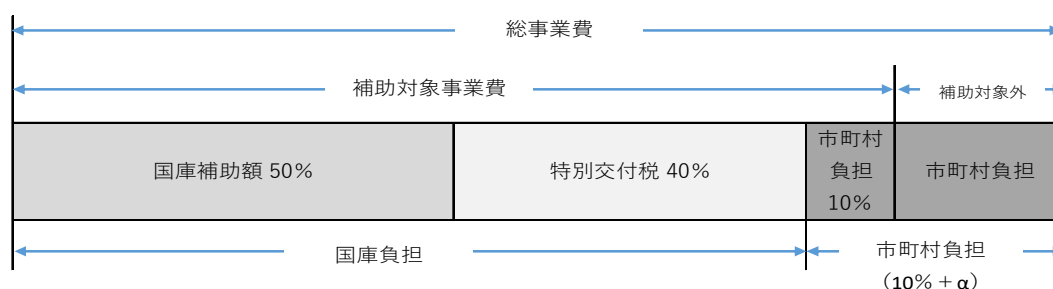 総事業費
補助対象事業費
補助対象外
国庫補助額 50%
特別交付税 40%
市町村
負担
10%
市町村負担
国庫負担
市町村負担
（10%＋α）